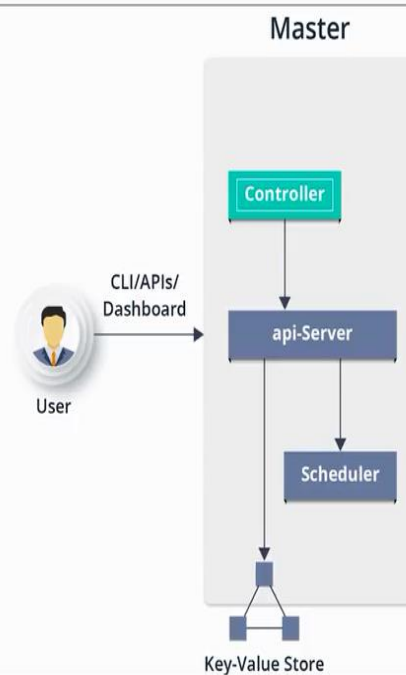 Master
Controller
CLI/APIs/
Dashboard
api-Server
User
Scheduler
Key-Value Store